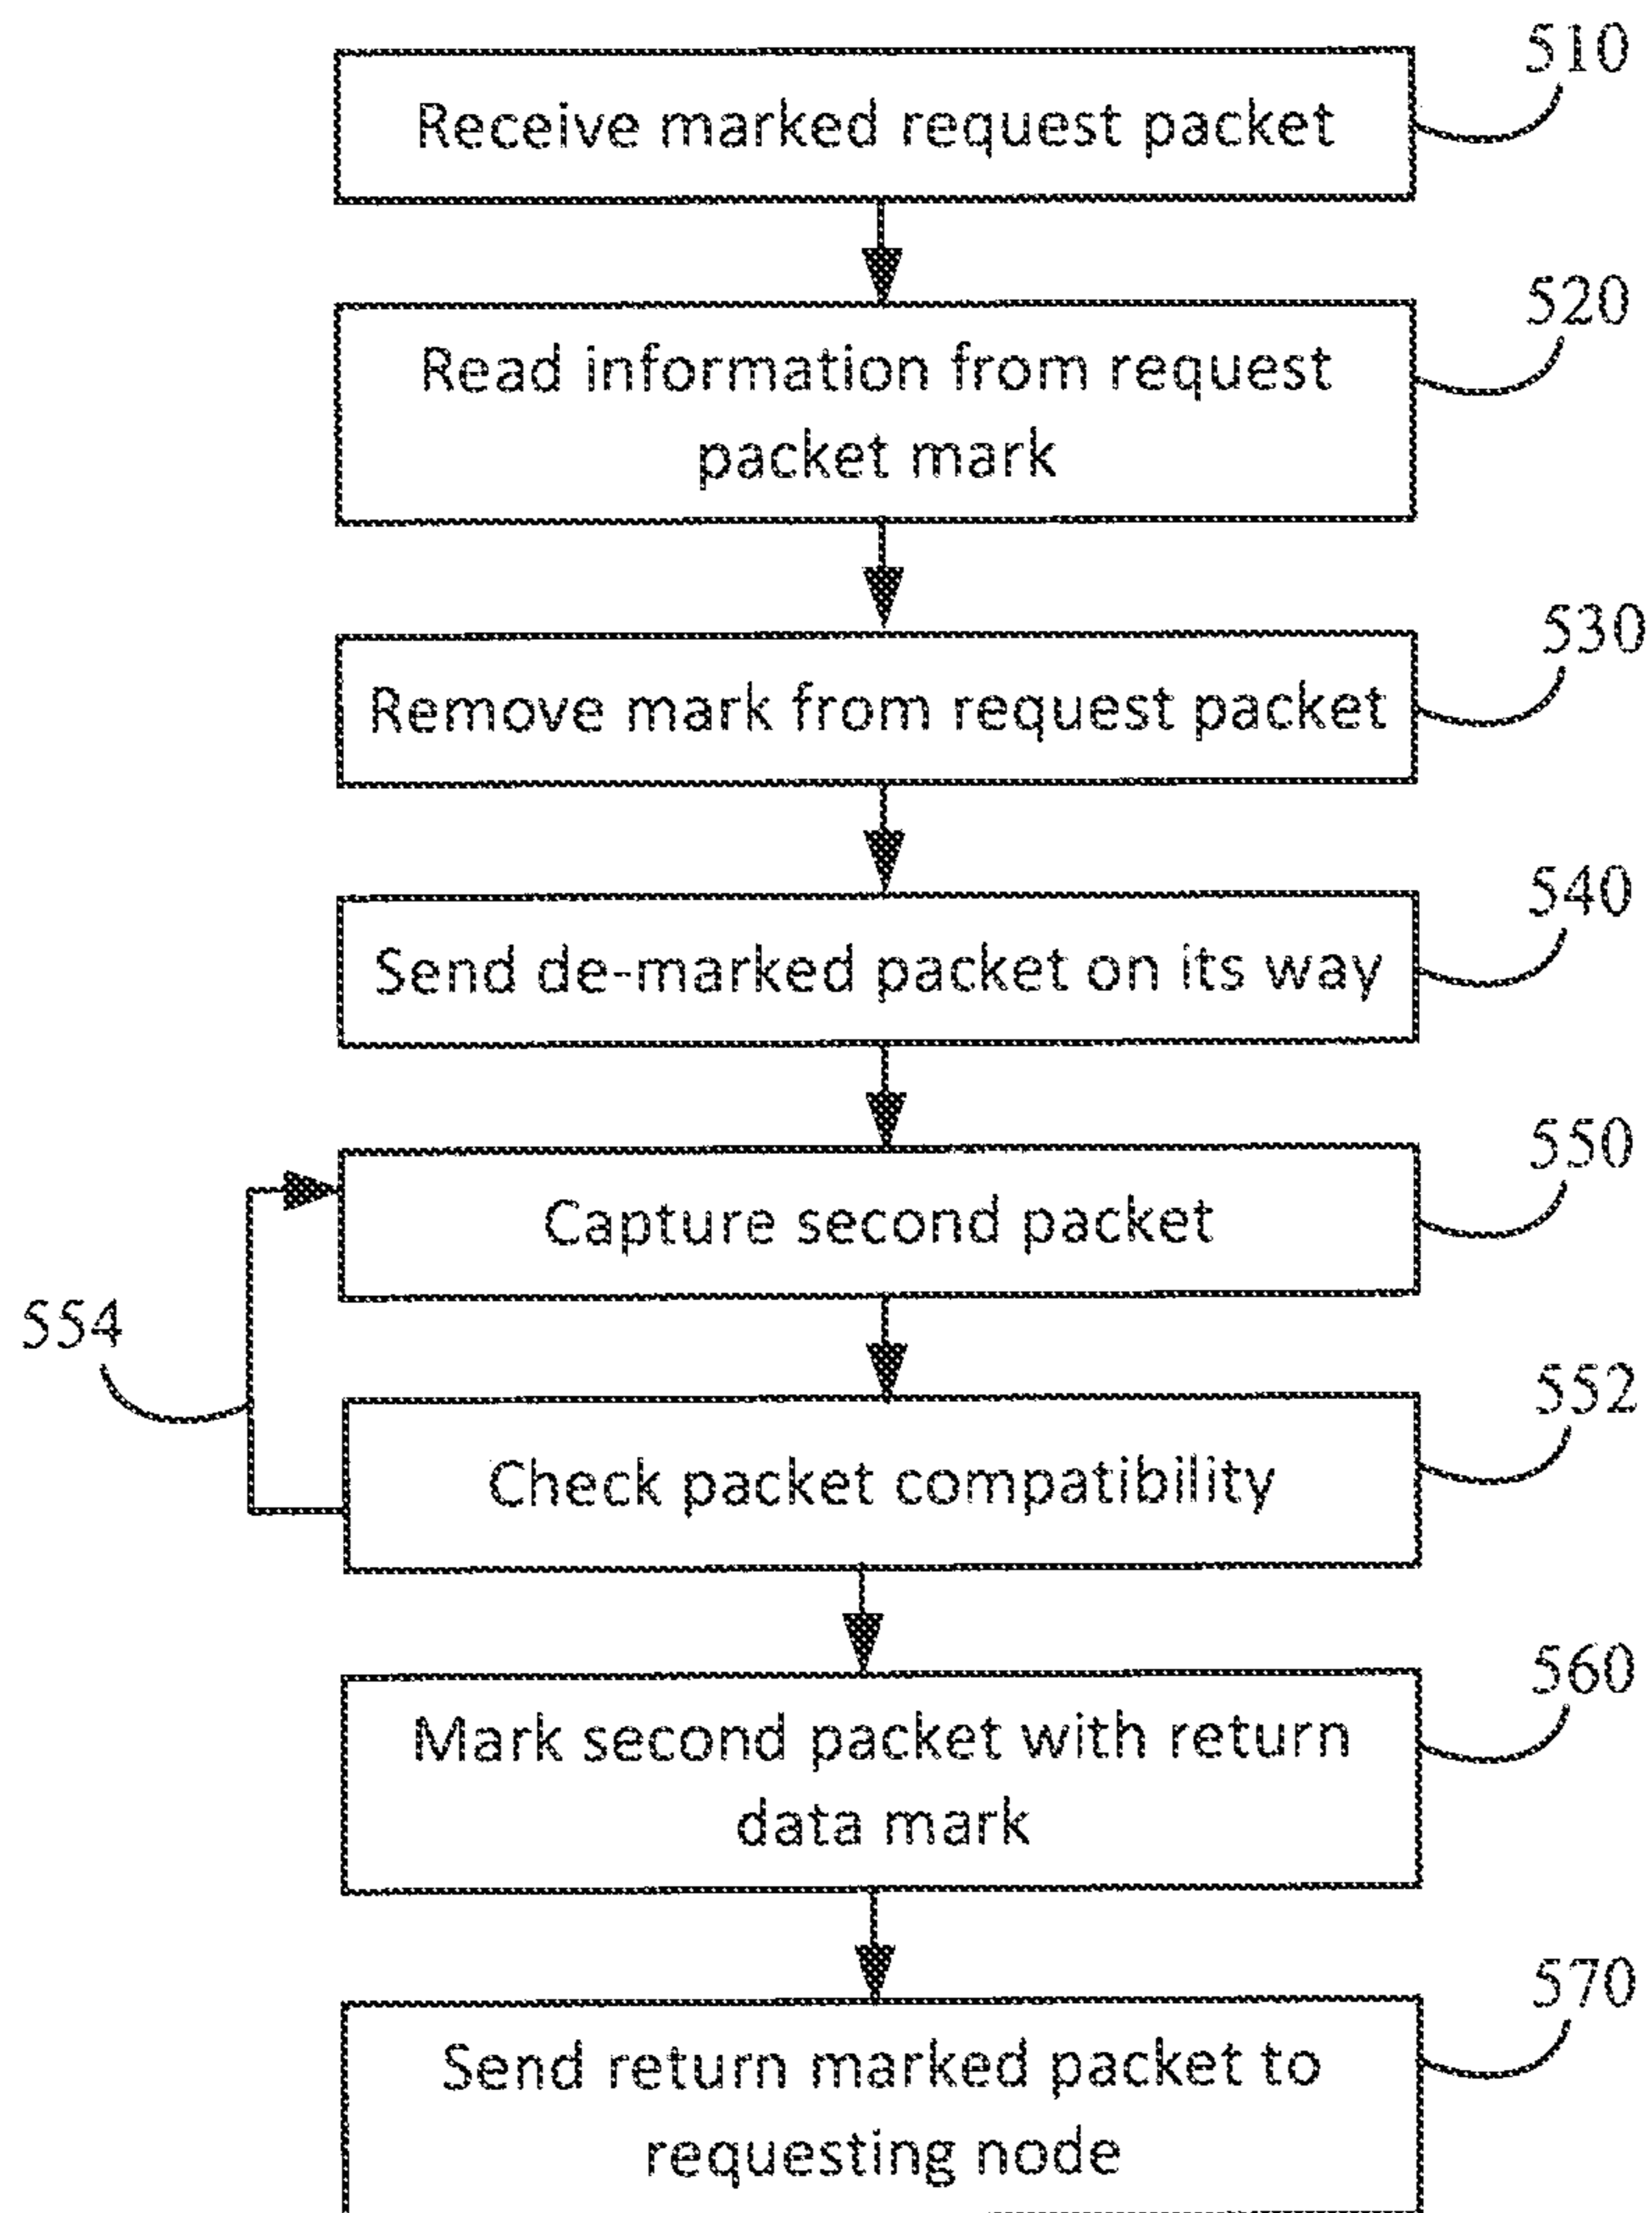 510
Receive marked request packet
520
Read information from request
packet mark
530
Remove mark from request packet
540
Send de-marked packet on its way
550
Capture second packet
554
552
Check packet compatibility
560
Mark second packet with return
data mark
570
Send return marked packet to
requesting node